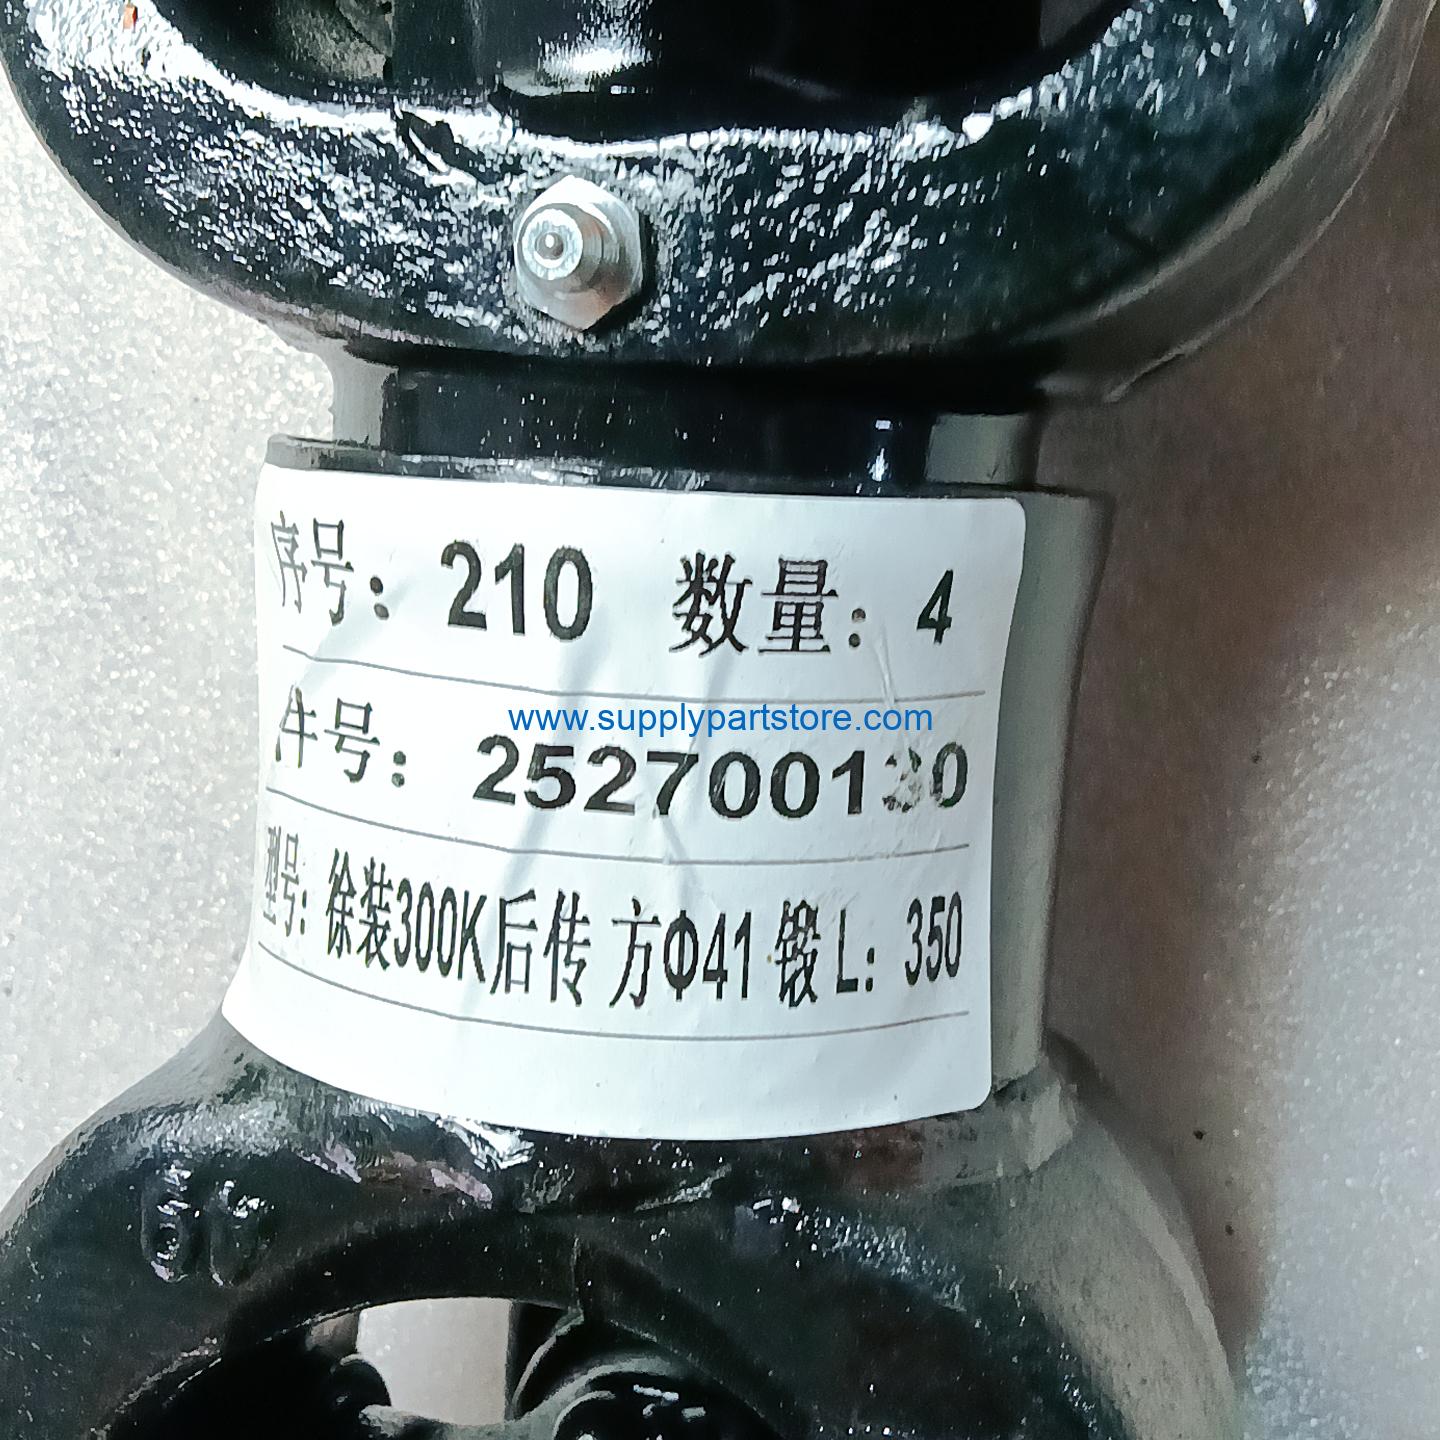 序号：210 数量：4
www.supplypartstore.com
件号：252700130
型号：徐装300K后传 方Φ41 锻 L：350